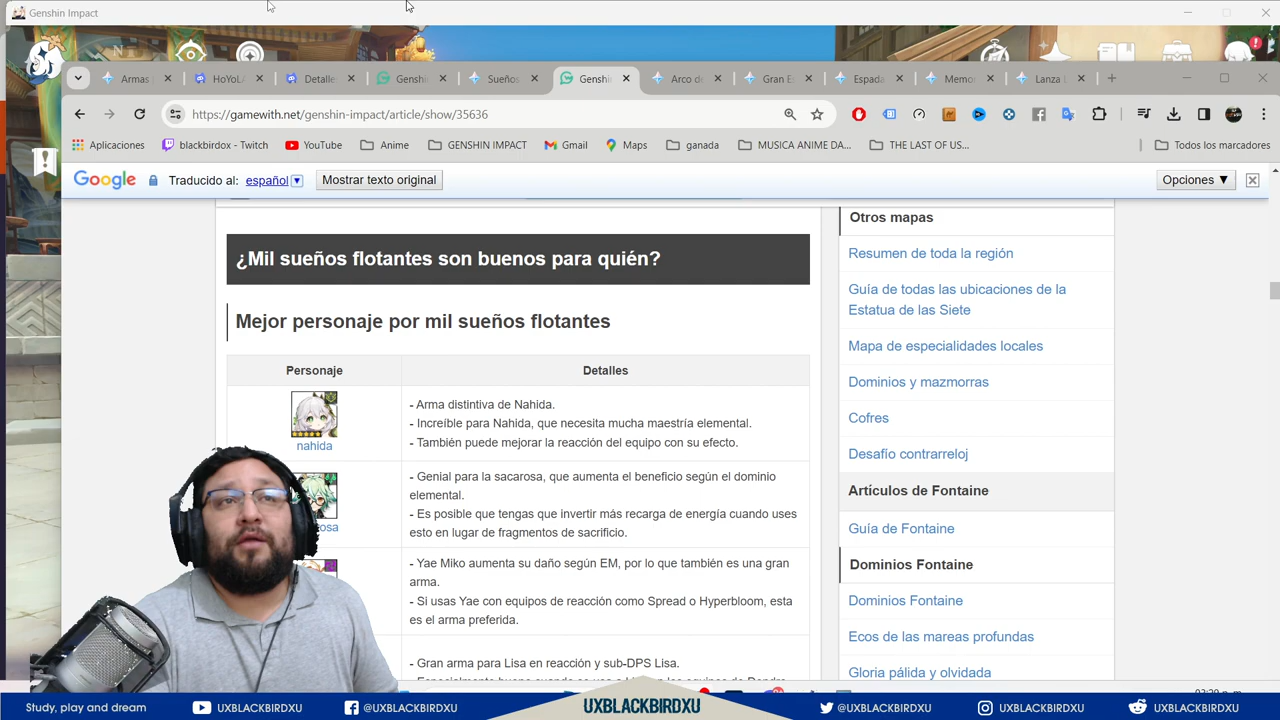 Genshin Impact
N
Armas
HoYoLA
Detalle
Genshi
Sueños
Genshi
Arco de
Gran Es
Espada
Memo
Lanza L
https://gamewith.net/genshin-impact/article/show/35636
Aplicaciones
blackbirdox - Twitch
YouTube
Anime
GENSHIN IMPACT
Gmail
Maps
ganada
MUSICA ANIME DA...
THE LAST OF US...
Todos los marcadores
Google
Traducido al: español
Mostrar texto original
Opciones ▼
¿Mil sueños flotantes son buenos para quién?
Mejor personaje por mil sueños flotantes
Personaje
Detalles
nahida
- Arma distintiva de Nahida.
- Increíble para Nahida, que necesita mucha maestría elemental.
- También puede mejorar la reacción del equipo con su efecto.
osa
- Genial para la sacarosa, que aumenta el beneficio según el dominio
elemental.
- Es posible que tengas que invertir más recarga de energía cuando uses
esto en lugar de fragmentos de sacrificio.
- Yae Miko aumenta su daño según EM, por lo que también es una gran
arma.
- Si usas Yae con equipos de reacción como Spread o Hyperbloom, esta
es el arma preferida.
- Gran arma para Lisa en reacción y sub-DPS Lisa.
Otros mapas
Resumen de toda la región
Guía de todas las ubicaciones de la
Estatua de las Siete
Mapa de especialidades locales
Dominios y mazmorras
Cofres
Desafío contrarreloj
Artículos de Fontaine
Guía de Fontaine
Dominios Fontaine
Dominios Fontaine
Ecos de las mareas profundas
Gloria pálida y olvidada
Study, play and dream
UXBLACKBIRDXU
@UXBLACKBIRDXU
UXBLACKBIRDXU
@UXBLACKBIRDXU
UXBLACKBIRDXU
UXBLACKBIRDXU